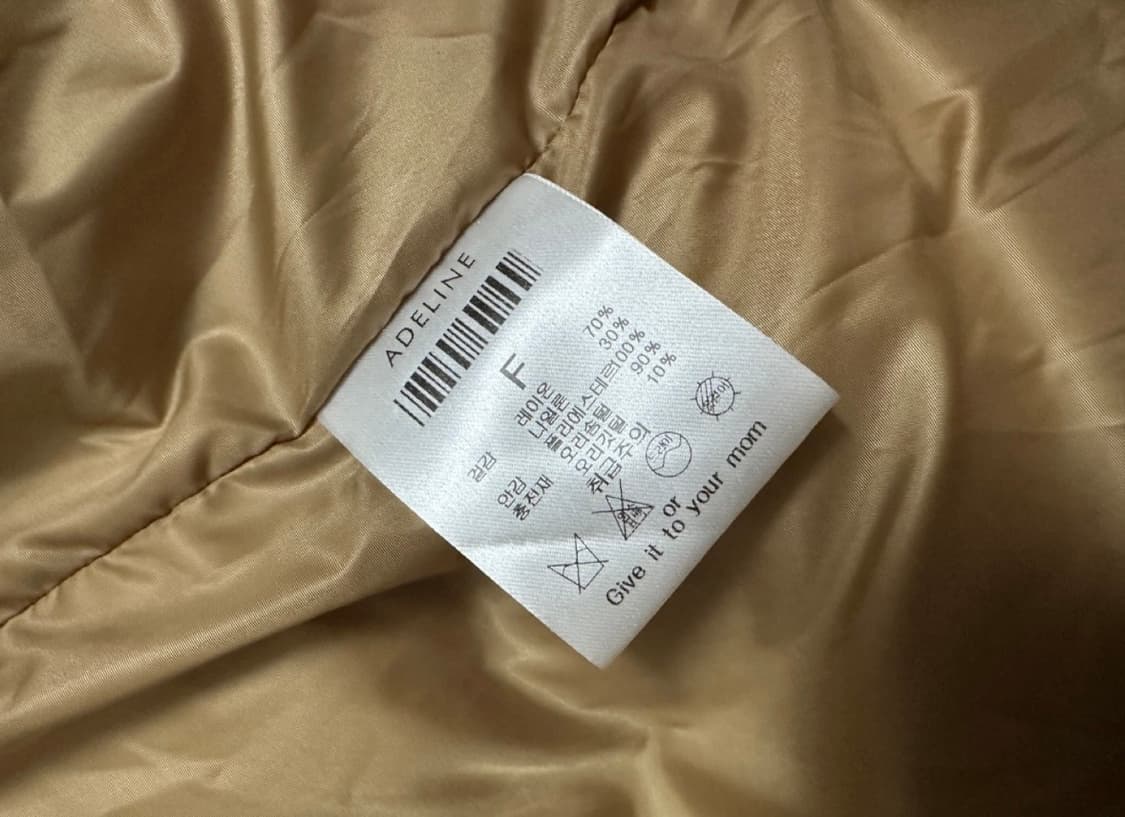 ADELINE
F
겉감 레이온 70%
나일론 30%
안감 폴리에스테르100%
충전재 오리솜털 90%
오리깃털 10%
취급주의
or
Give it to your mom